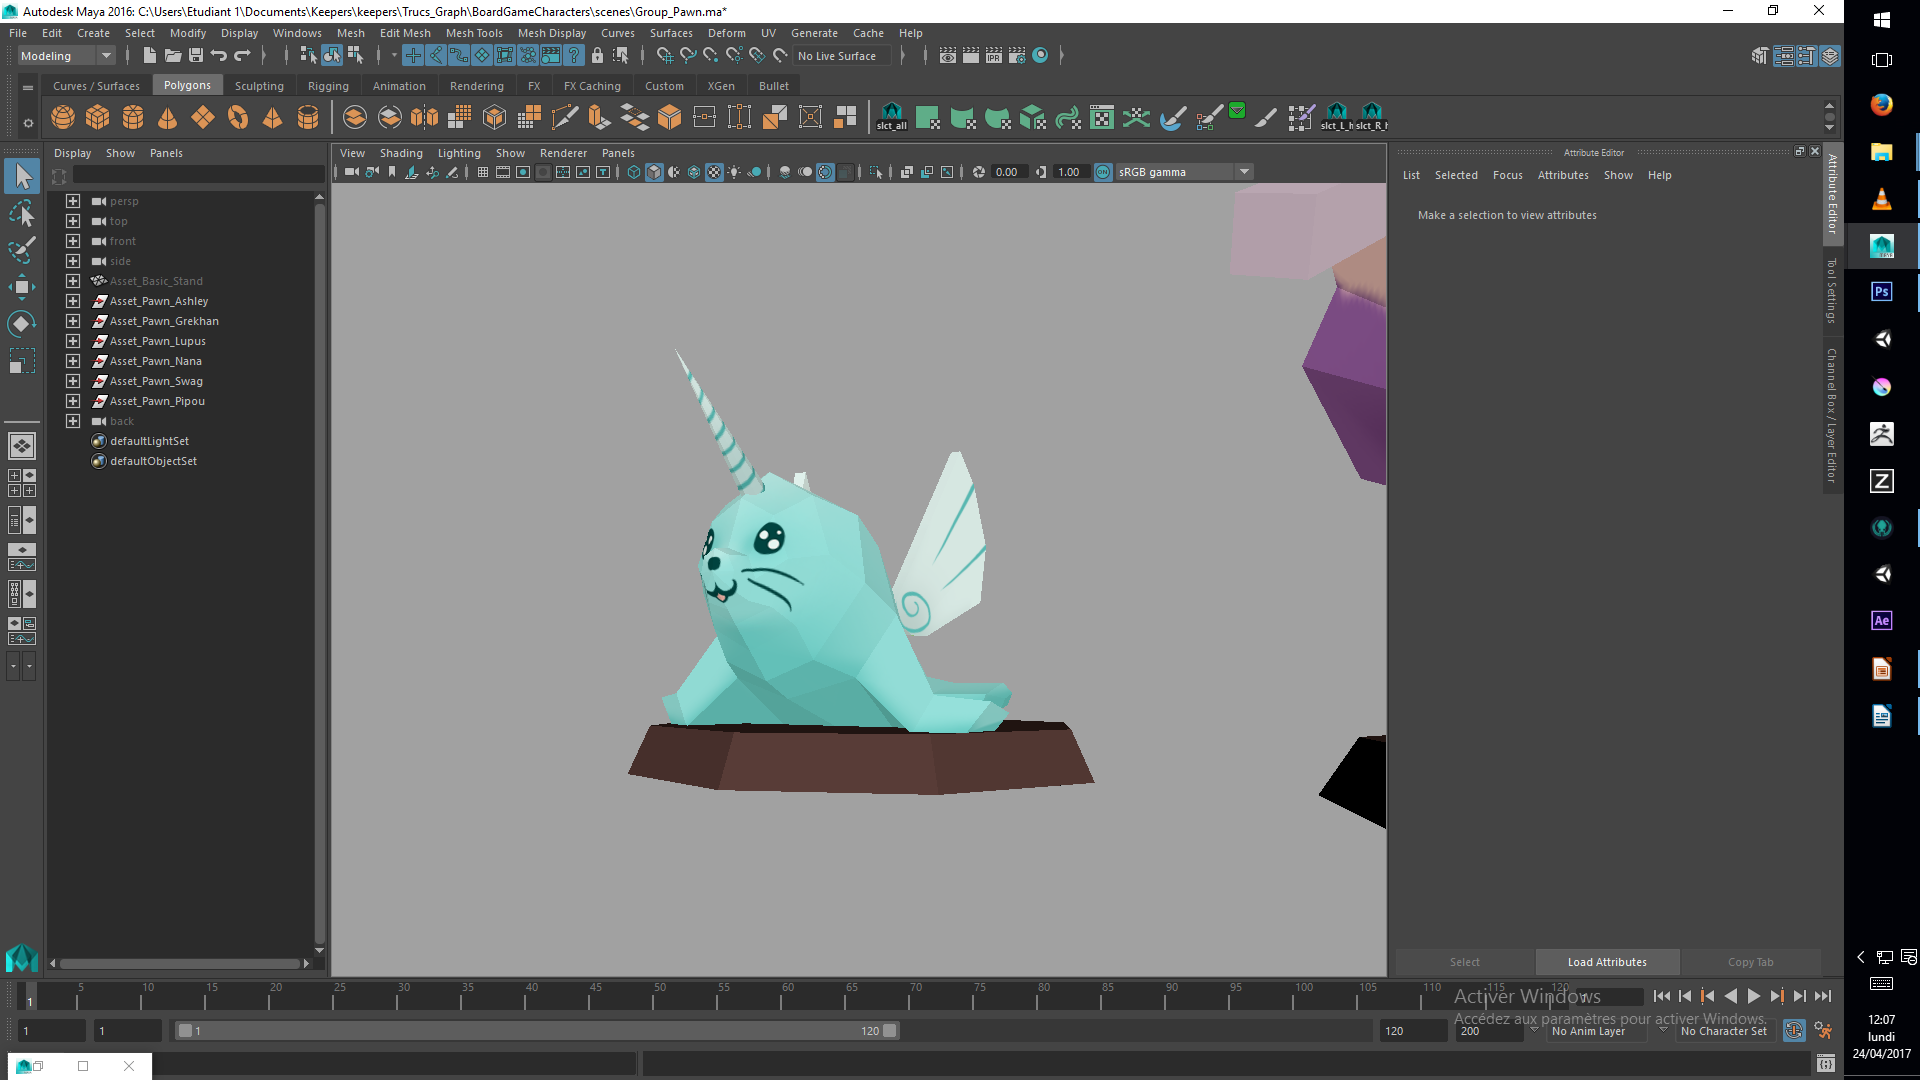 Autodesk Maya 2016: C:\Users\Etudiant 1\Documents\Keepers\keepers\Trucs_Graph\BoardGameCharacters\scenes\Group_Pawn.ma*
File Edit Create Select Modify Display Windows Mesh Edit Mesh Mesh Tools Mesh Display Curves Surfaces Deform UV Generate Cache Help
Modeling No Live Surface
Curves / Surfaces Polygons Sculpting Rigging Animation Rendering FX FX Caching Custom XGen Bullet
slct_all slct_L_h slct_R_h
Display Show Panels
View Shading Lighting Show Renderer Panels
0.00 1.00 ON sRGB gamma
persp
top
front
side
Asset_Basic_Stand
Asset_Pawn_Ashley
Asset_Pawn_Grekhan
Asset_Pawn_Lupus
Asset_Pawn_Nana
Asset_Pawn_Swag
Asset_Pawn_Pipou
back
defaultLightSet
defaultObjectSet
Attribute Editor
List Selected Focus Attributes Show Help
Make a selection to view attributes
Attribute Editor
Tool Settings
Channel Box / Layer Editor
Select Load Attributes Copy Tab
1 5 10 15 20 25 30 35 40 45 50 55 60 65 70 75 80 85 90 95 100 105 110 115 120
1 1 1 120 120 200 No Anim Layer No Character Set
Activer Windows
Accédez aux paramètres pour activer Windows.
Ps
Z
Ae
12:07
lundi
24/04/2017